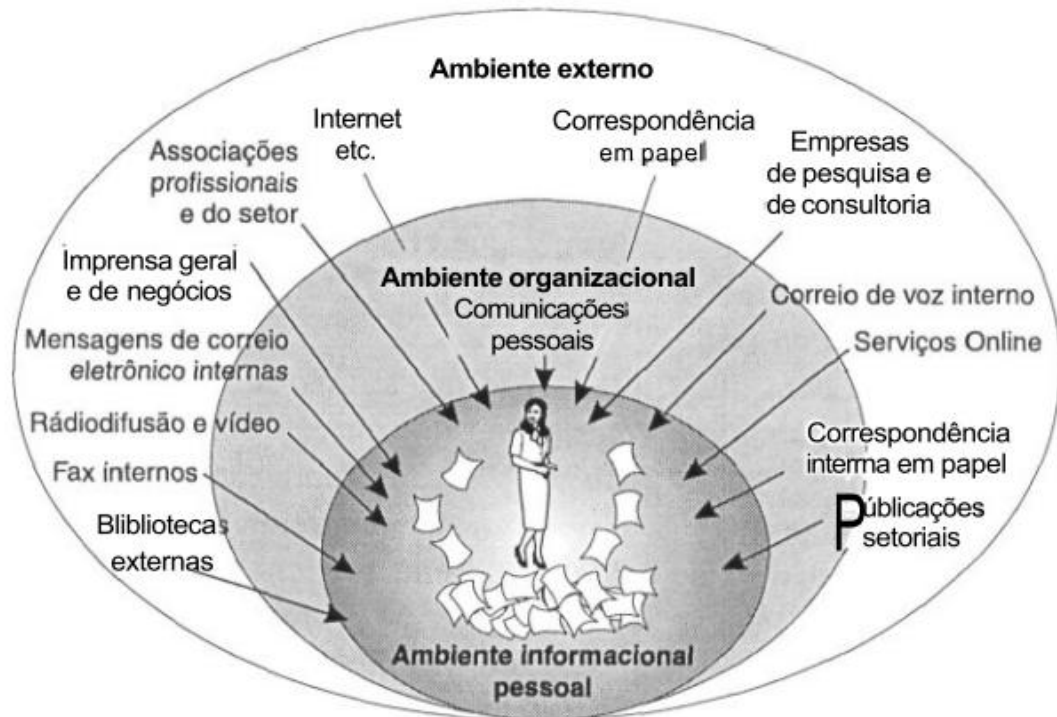 Ambiente externo
Internet
etc.
Correspondência
em papel
Associações
profissionais
e do setor
Empresas
de pesquisa e
de consultoria
Imprensa geral
e de negócios
Ambiente organizacional
Comunicações
pessoais
Correio de voz interno
Mensagens de correio
eletrônico internas
Serviços Online
Rádiodifusão e vídeo
Correspondência
interna em papel
Fax internos
Públicações
setoriais
Blibliotecas
externas
Ambiente informacional
pessoal